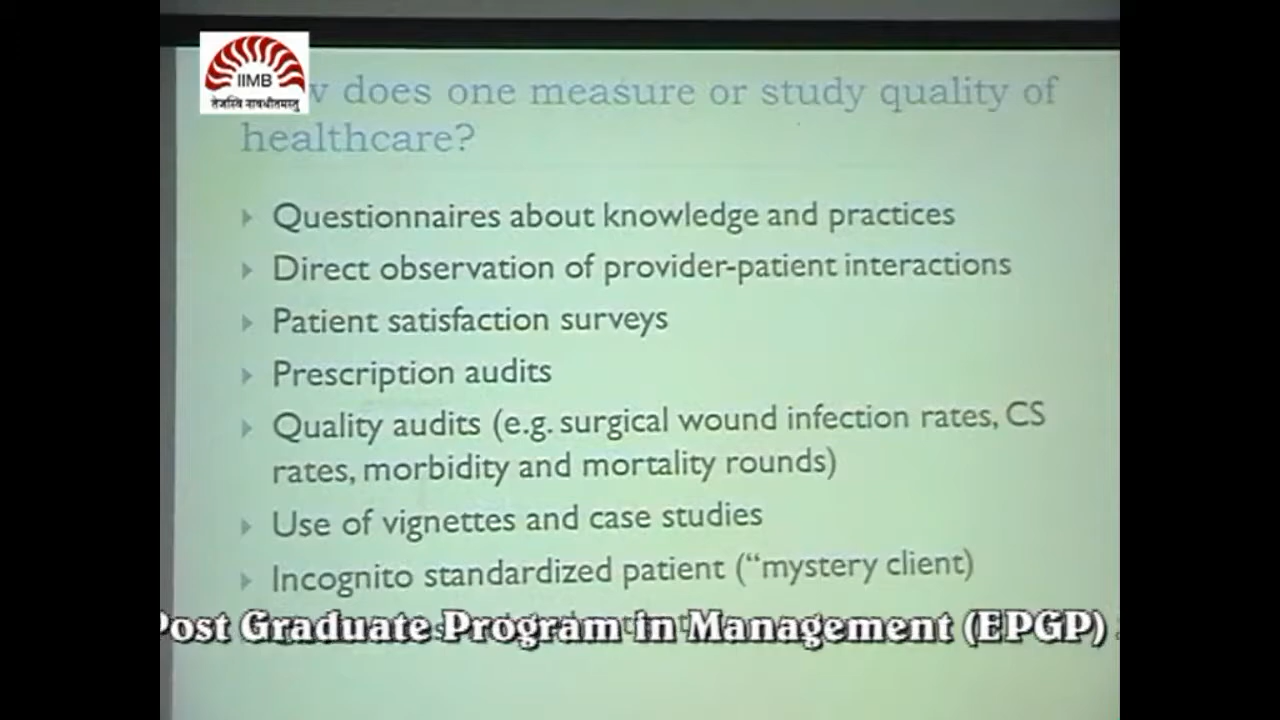 IIMB
तेजस्वि नावधीतमस्तु
does one measure or study quality of
healthcare?
Questionnaires about knowledge and practices
Direct observation of provider-patient interactions
Patient satisfaction surveys
Prescription audits
Quality audits (e.g. surgical wound infection rates, CS
rates, morbidity and mortality rounds)
Use of vignettes and case studies
Incognito standardized patient (“mystery client)
Post Graduate Program in Management (EPGP)